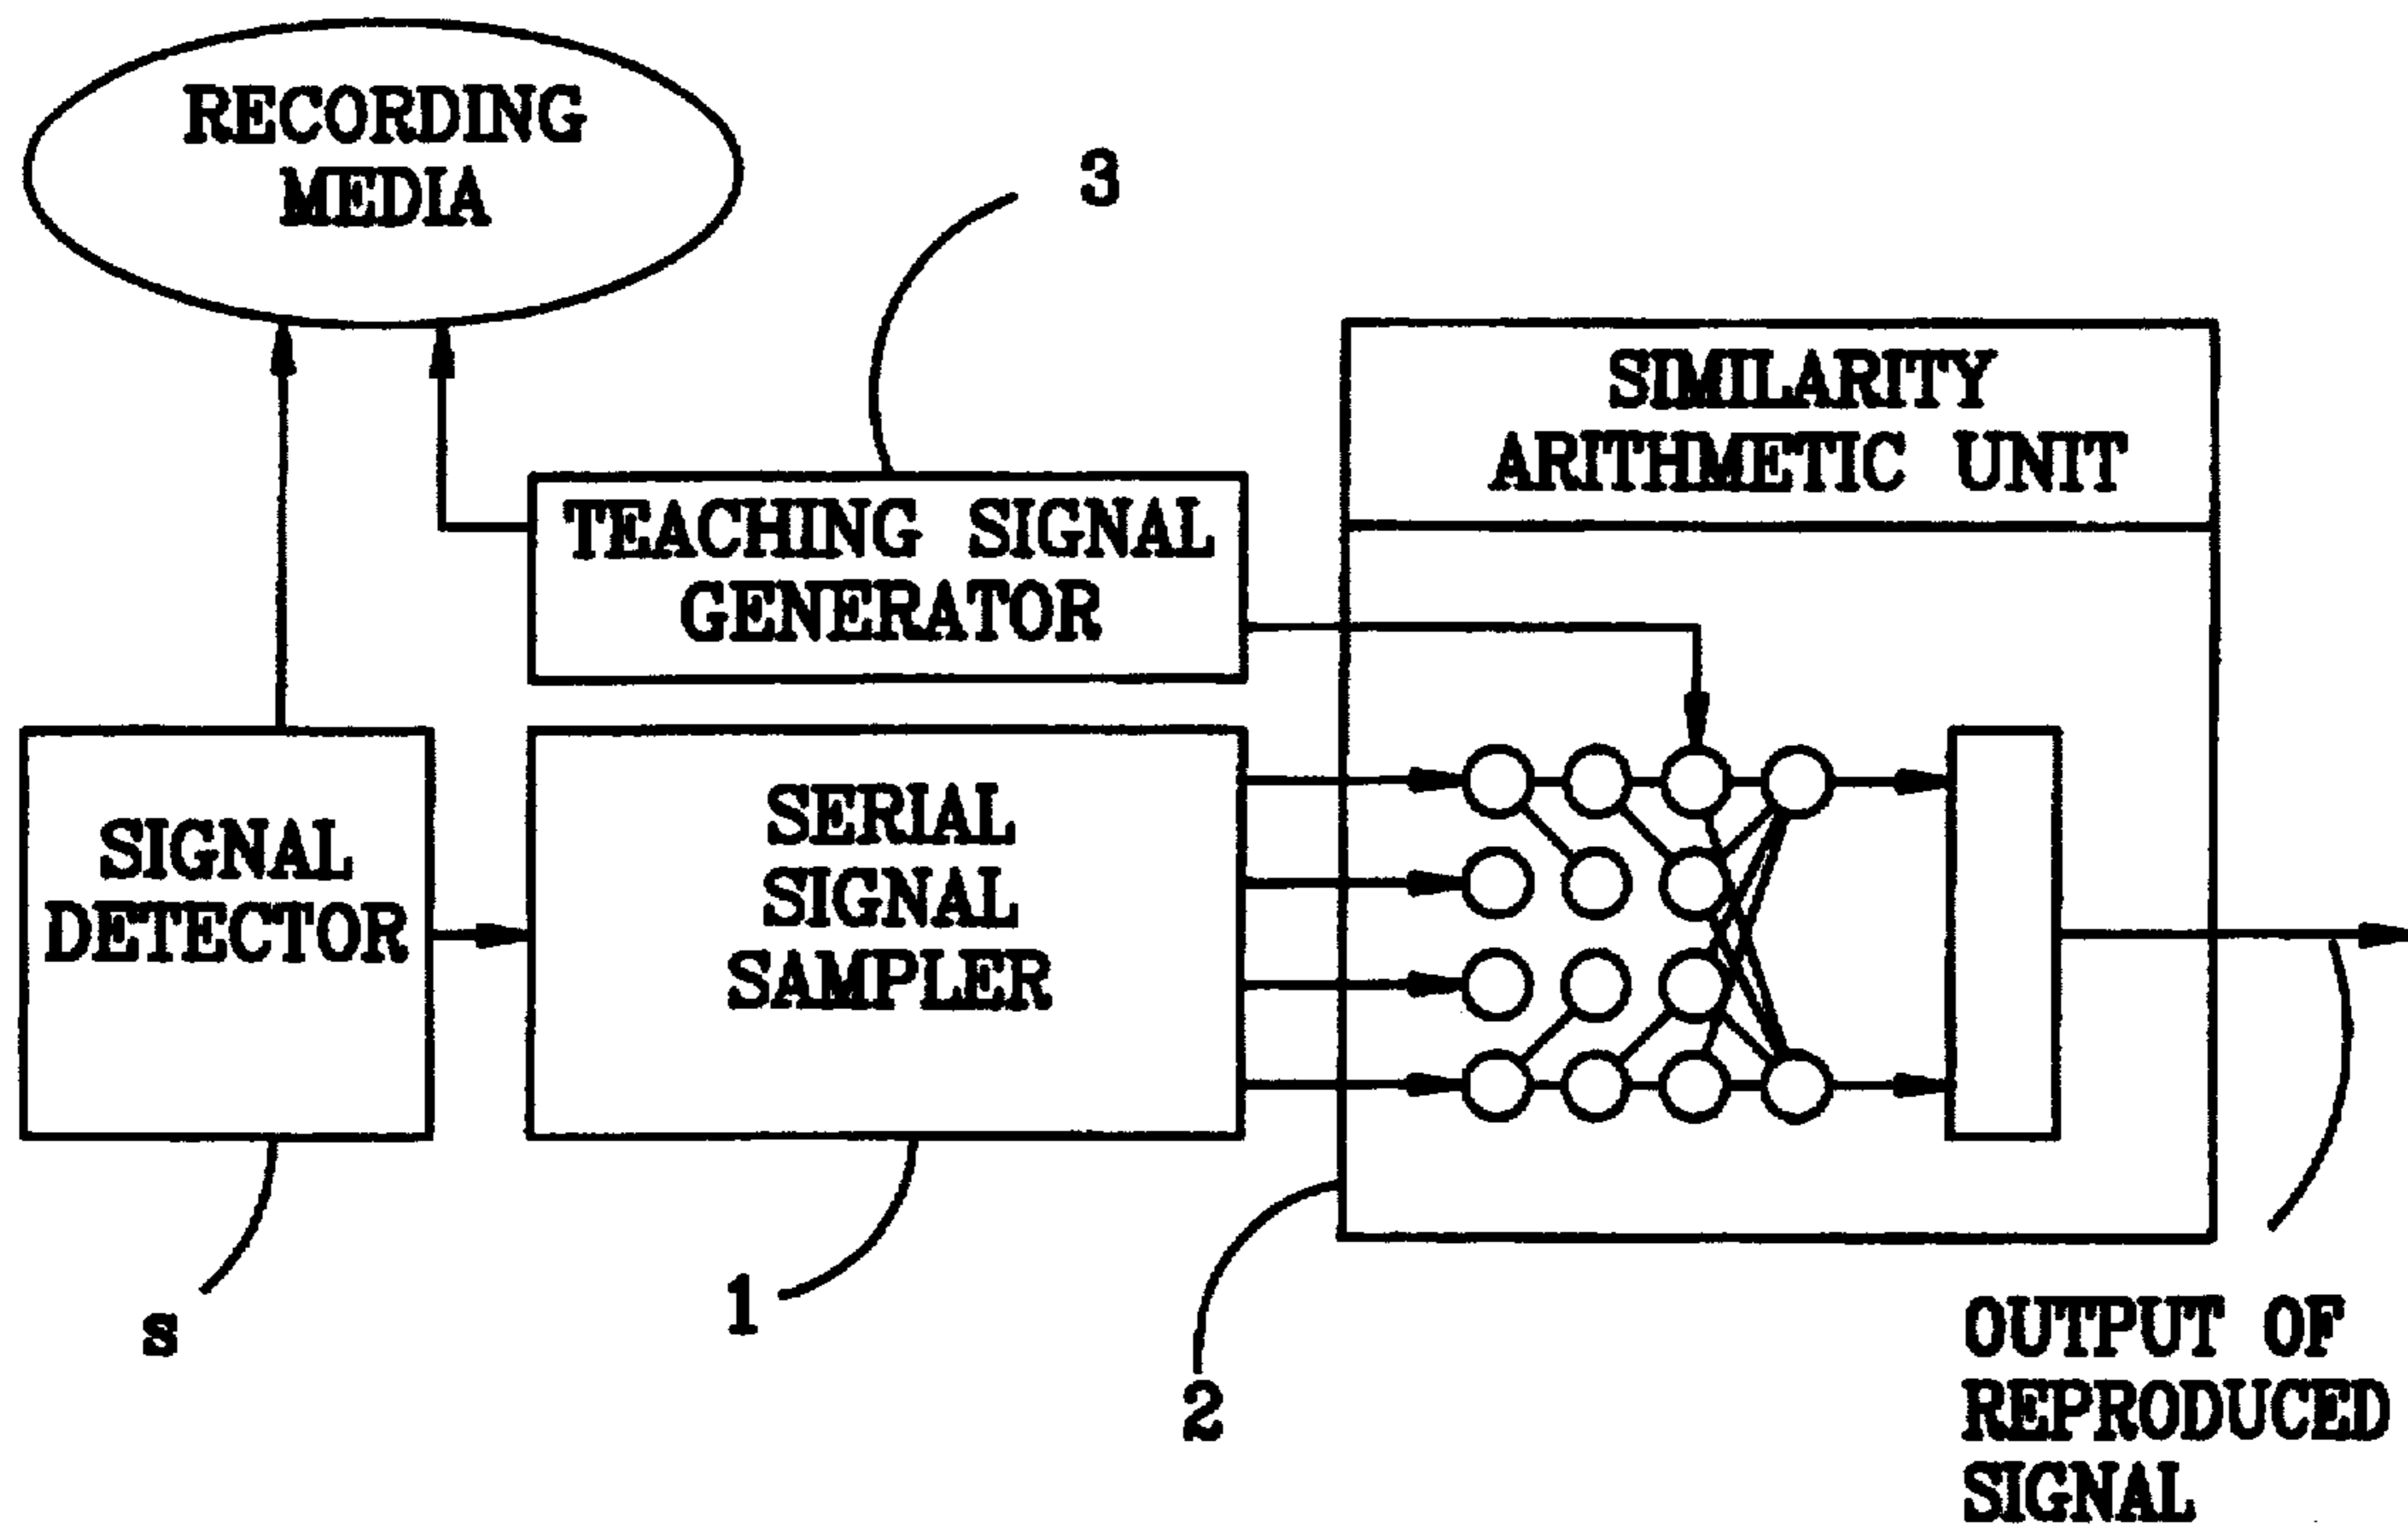 RECORDING
MEDIA
3
SIMILARITY
ARITHMETIC UNIT
TEACHING SIGNAL
GENERATOR
SIGNAL
DETECTOR
SERIAL
SIGNAL
SAMPLER
s
1
2
OUTPUT OF
REPRODUCED
SIGNAL